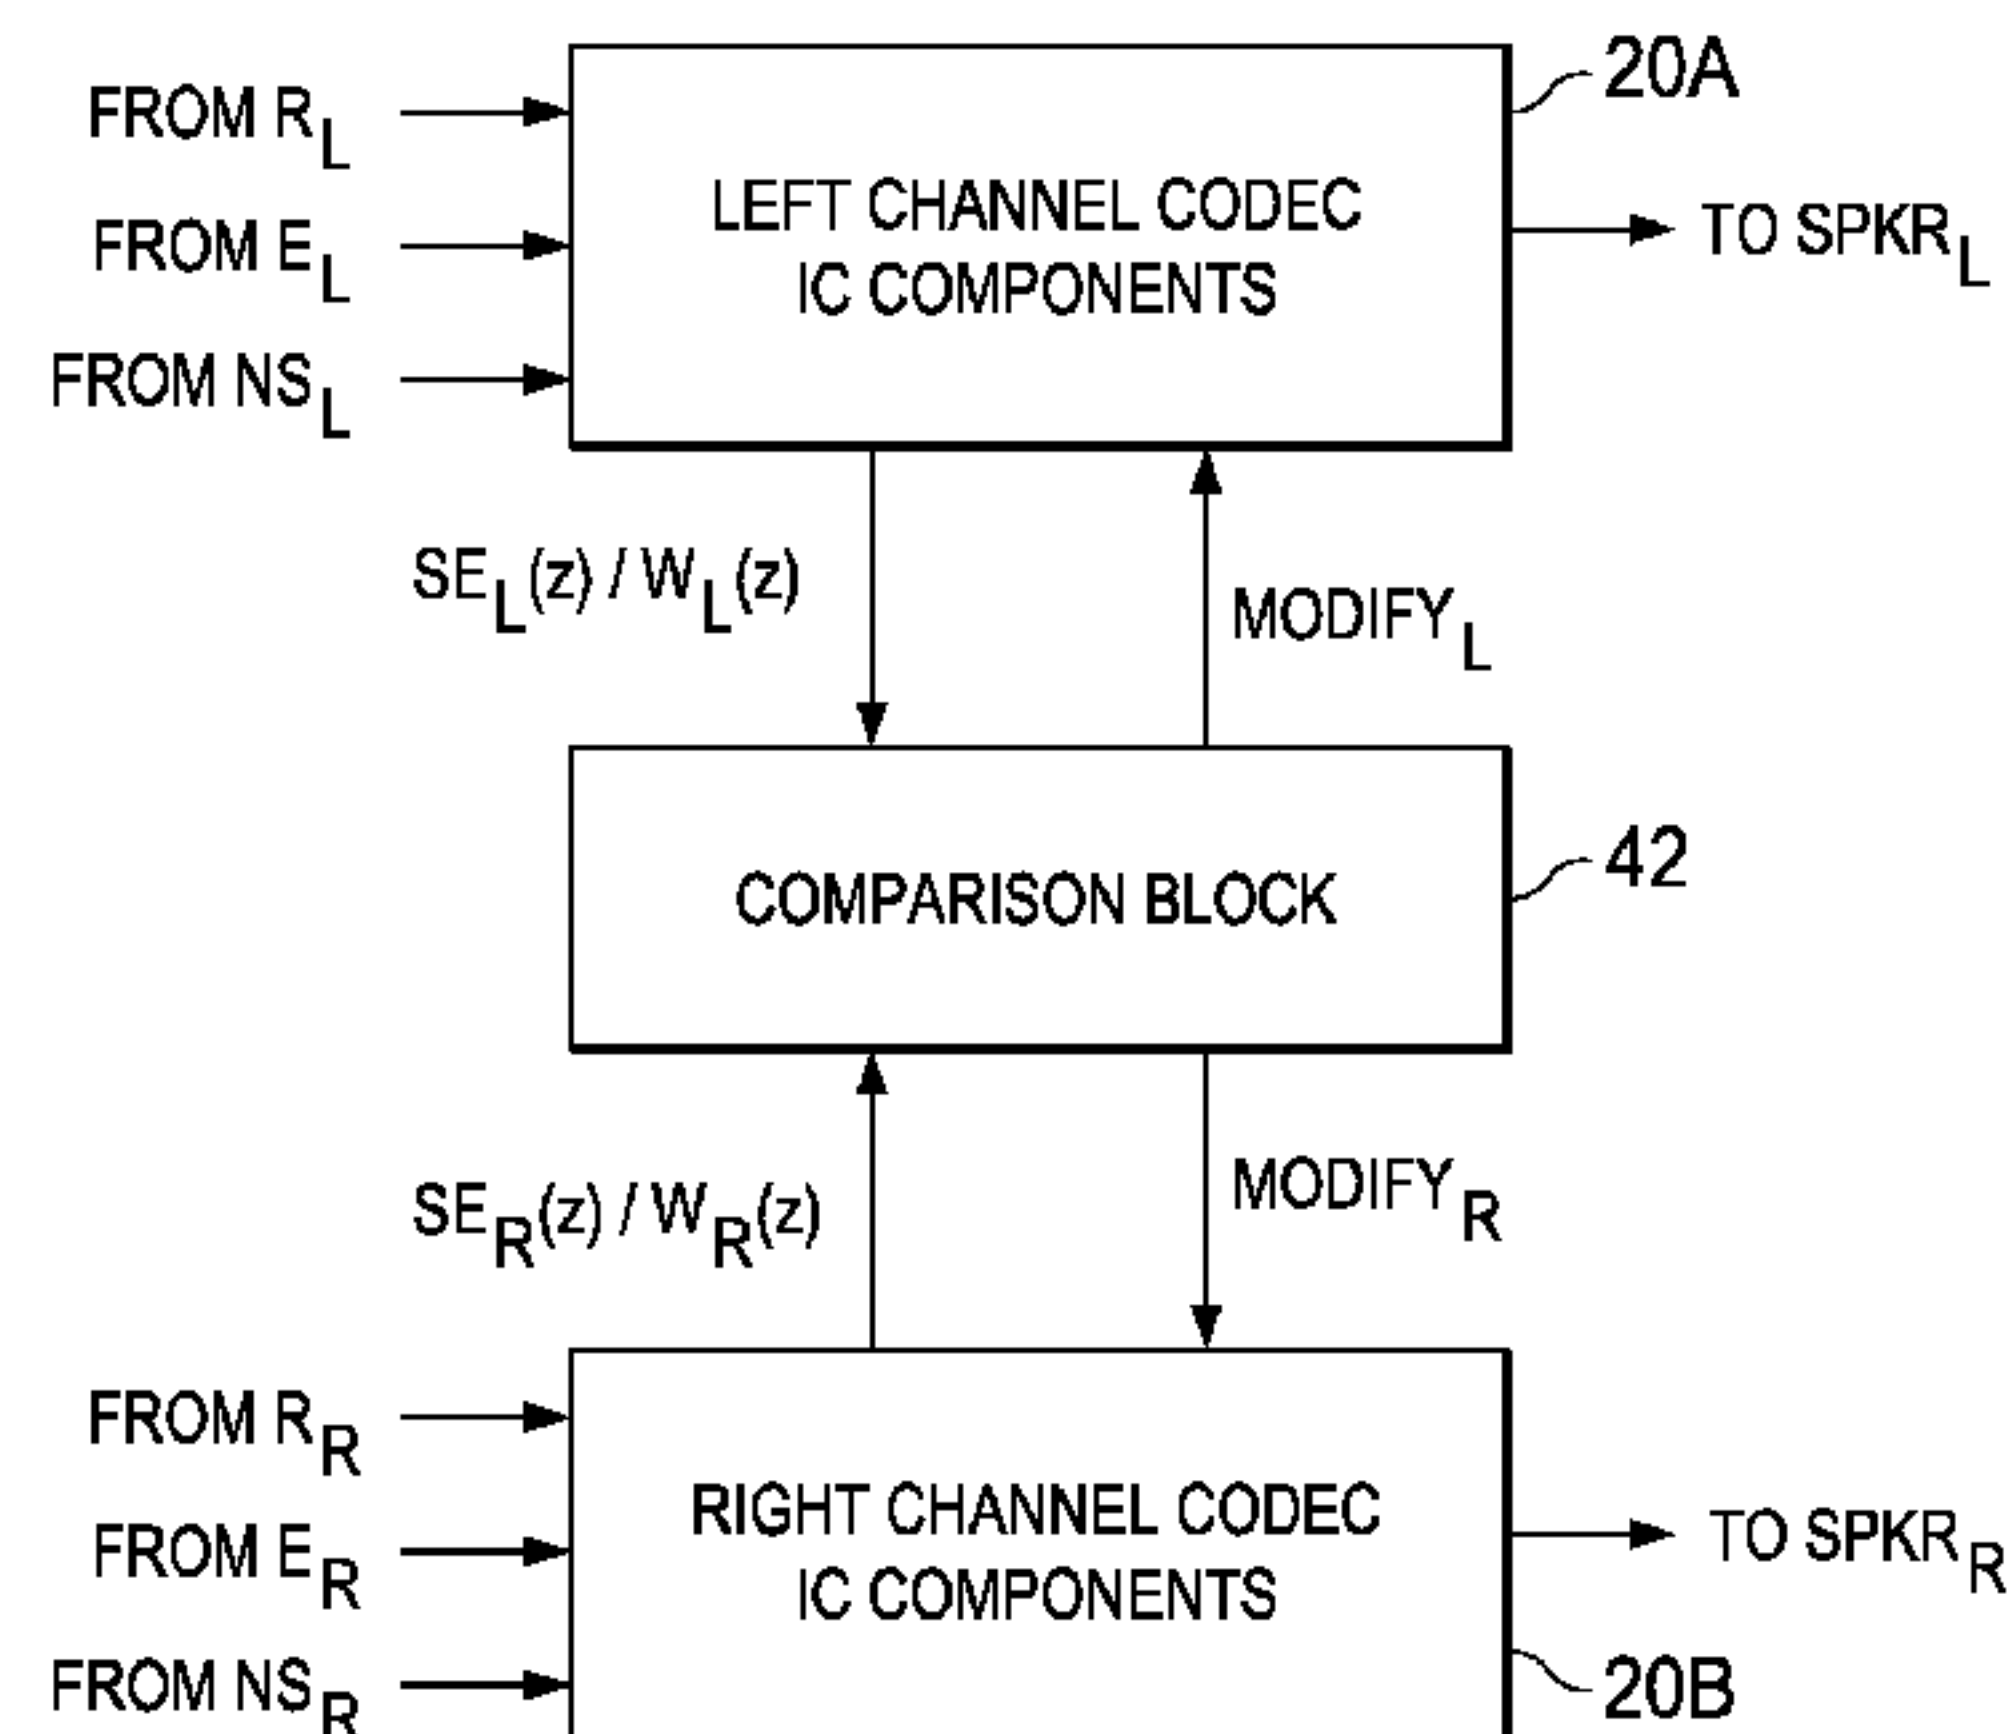 FROM R_L
20A
LEFT CHANNEL CODEC
IC COMPONENTS
FROM E_L
TO SPKR_L
FROM NS_L
SE_L(z) / W_L(z)
MODIFY_L
COMPARISON BLOCK
42
SE_R(z) / W_R(z)
MODIFY_R
FROM R_R
RIGHT CHANNEL CODEC
IC COMPONENTS
FROM E_R
TO SPKR_R
FROM NS_R
20B